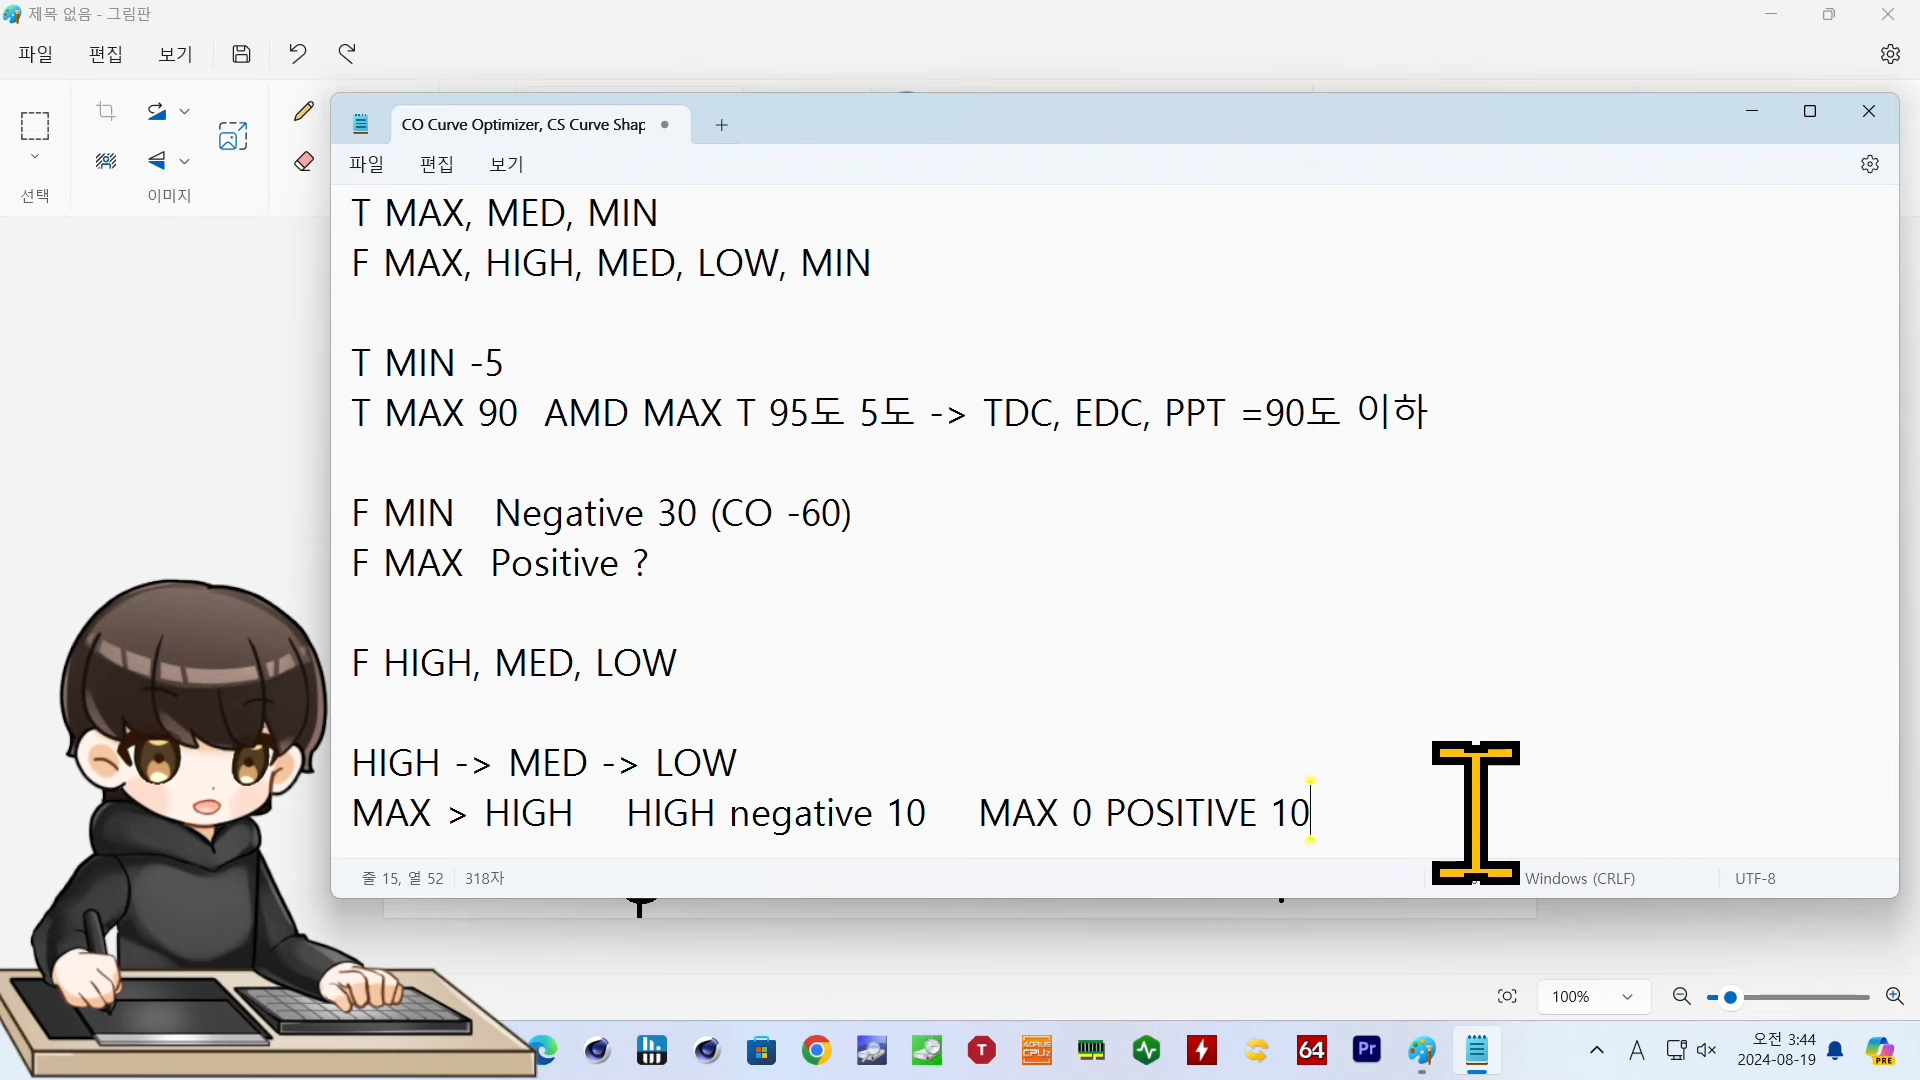 제목 없음 - 그림판
파일 편집 보기
선택
이미지
CO Curve Optimizer, CS Curve Shap
파일 편집 보기
T MAX, MED, MIN
F MAX, HIGH, MED, LOW, MIN
T MIN -5
T MAX 90 AMD MAX T 95도 5도 -> TDC, EDC, PPT =90도 이하
F MIN Negative 30 (CO -60)
F MAX Positive ?
F HIGH, MED, LOW
HIGH -> MED -> LOW
MAX > HIGH HIGH negative 10 MAX 0 POSITIVE 10
줄 15, 열 52 318자 Windows (CRLF) UTF-8
100%
T
AORUS
CPUZ
64
Pr
A
오전 3:44
2024-08-19
PRE